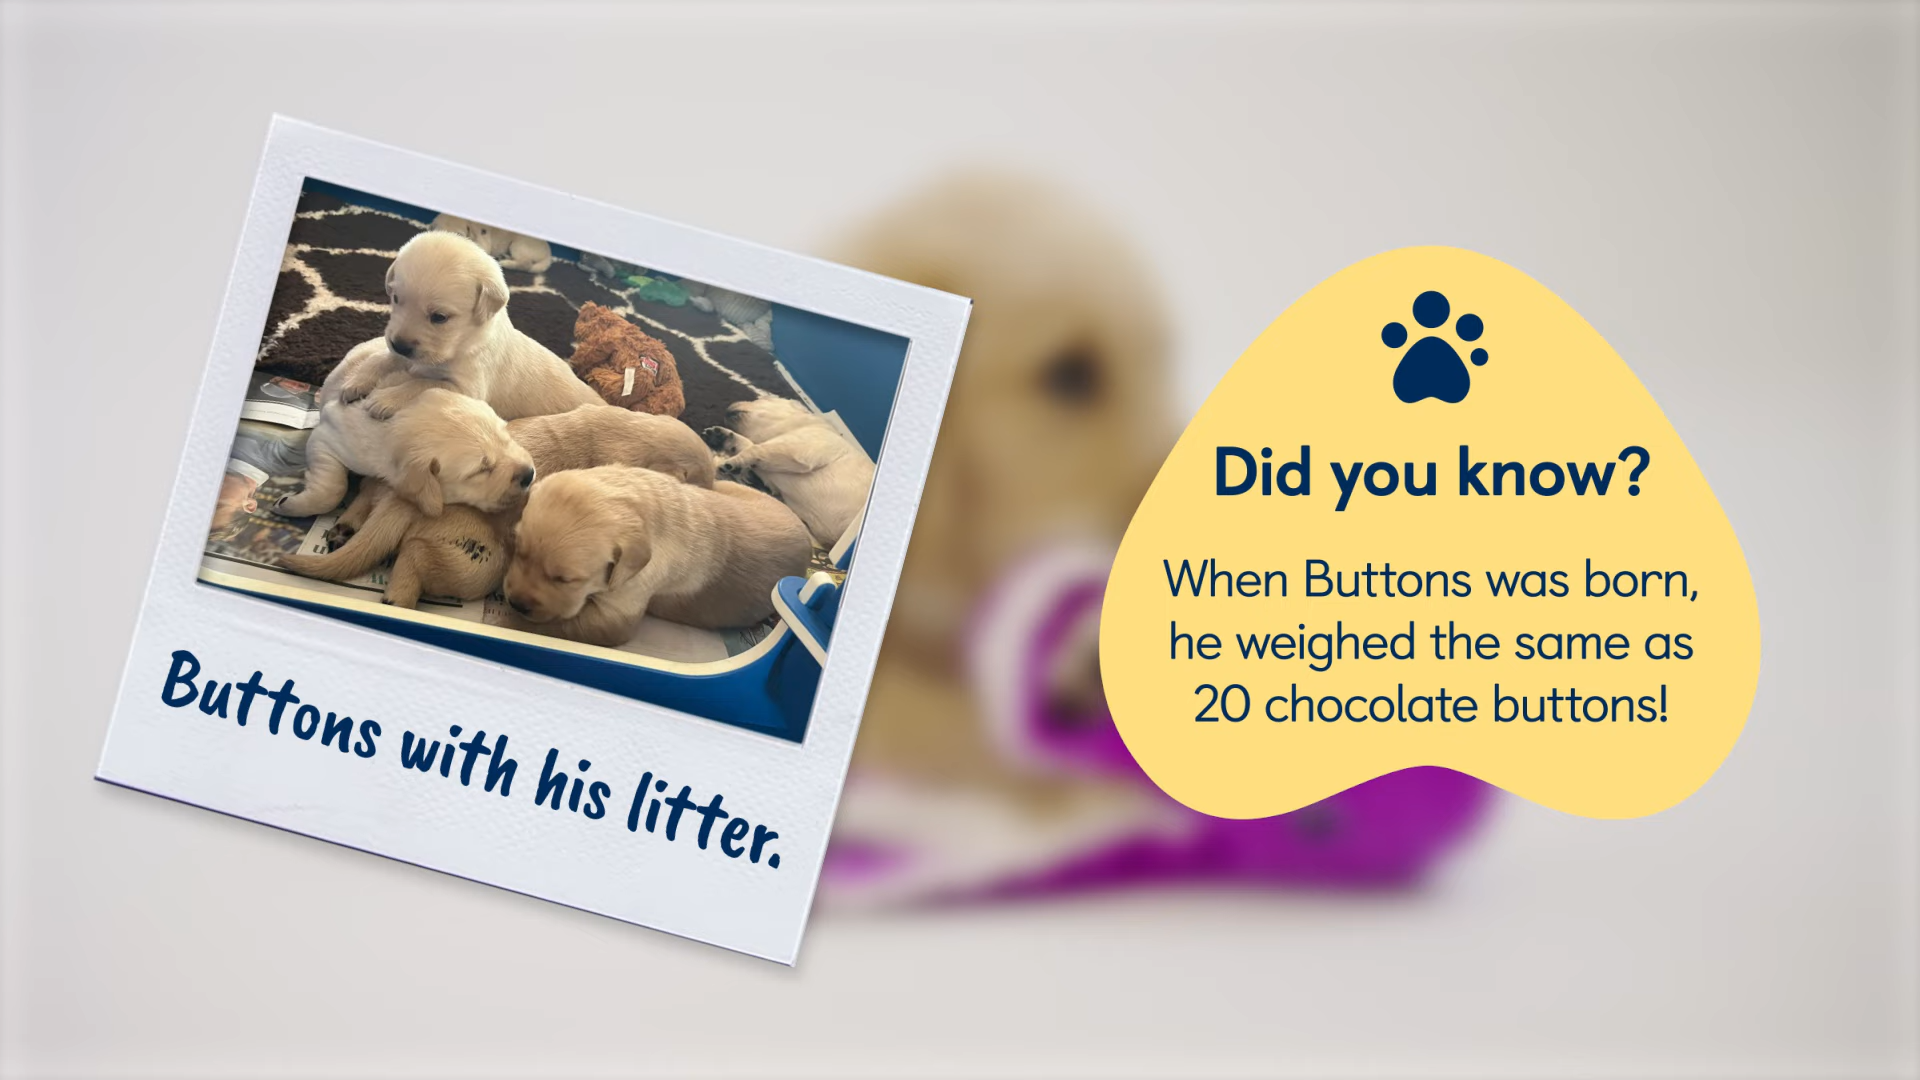 Buttons with his litter.
Did you know?
When Buttons was born,
he weighed the same as
20 chocolate buttons!